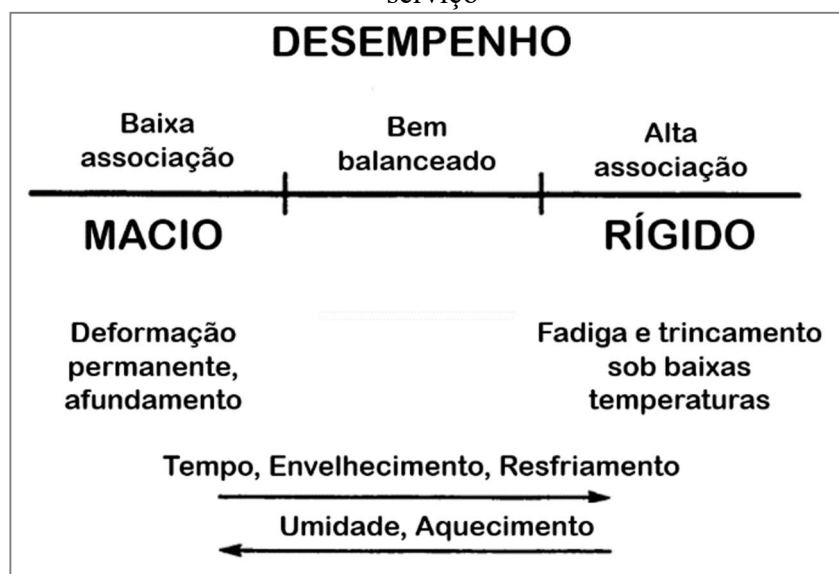 serviço
DESEMPENHO
Baixa
associação
Bem
balanceado
Alta
associação
MACIO
RÍGIDO
Deformação
permanente,
afundamento
Fadiga e trincamento
sob baixas
temperaturas
Tempo, Envelhecimento, Resfriamento
Umidade, Aquecimento